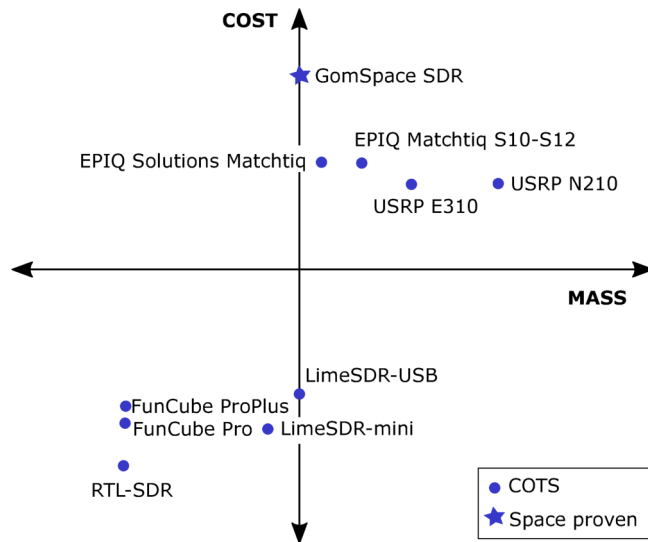 COST
GomSpace SDR
EPIQ Matchtiq S10-S12
EPIQ Solutions Matchtiq
USRP N210
USRP E310
MASS
LimeSDR-USB
FunCube ProPlus
FunCube Pro
LimeSDR-mini
RTL-SDR
COTS
Space proven